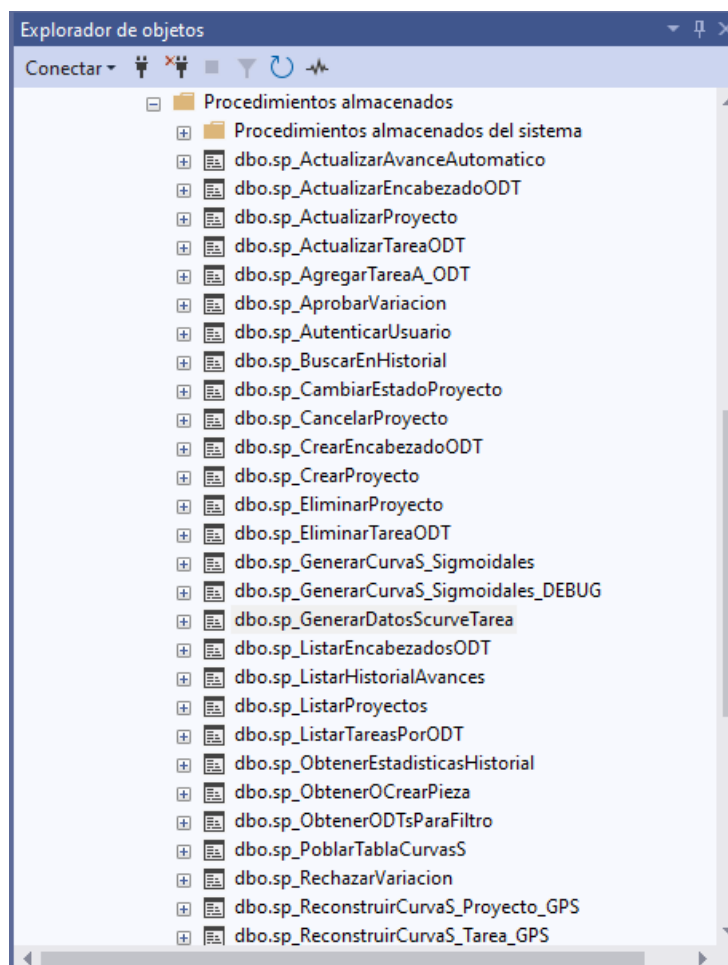 Explorador de objetos
Conectar
Procedimientos almacenados
Procedimientos almacenados del sistema
dbo.sp_ActualizarAvanceAutomatico
dbo.sp_ActualizarEncabezadoODT
dbo.sp_ActualizarProyecto
dbo.sp_ActualizarTareaODT
dbo.sp_AgregarTareaA_ODT
dbo.sp_AprobarVariacion
dbo.sp_AutenticarUsuario
dbo.sp_BuscarEnHistorial
dbo.sp_CambiarEstadoProyecto
dbo.sp_CancelarProyecto
dbo.sp_CrearEncabezadoODT
dbo.sp_CrearProyecto
dbo.sp_EliminarProyecto
dbo.sp_EliminarTareaODT
dbo.sp_GenerarCurvaS_Sigmoidales
dbo.sp_GenerarCurvaS_Sigmoidales_DEBUG
dbo.sp_GenerarDatosScurveTarea
dbo.sp_ListarEncabezadosODT
dbo.sp_ListarHistorialAvances
dbo.sp_ListarProyectos
dbo.sp_ListarTareasPorODT
dbo.sp_ObtenerEstadisticasHistorial
dbo.sp_ObtenerOCrearPieza
dbo.sp_ObtenerODTsParaFiltro
dbo.sp_PoblarTablaCurvasS
dbo.sp_RechazarVariacion
dbo.sp_ReconstruirCurvaS_Proyecto_GPS
dbo.sp_ReconstruirCurvaS_Tarea_GPS